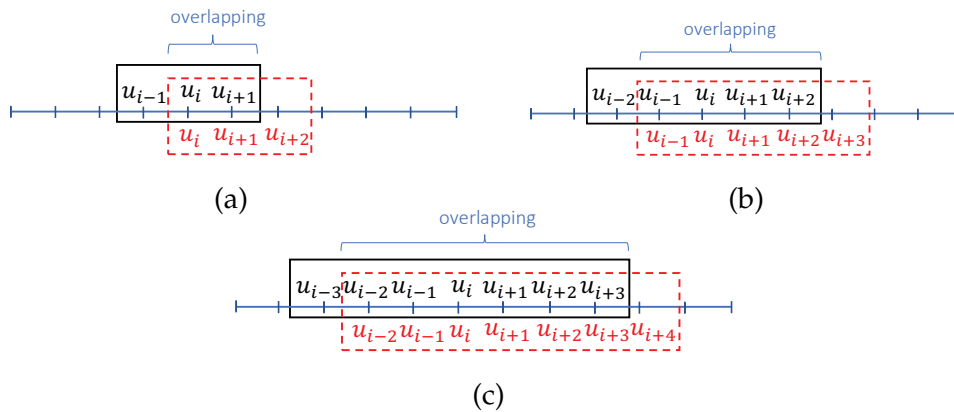 overlapping
u_{i-1} u_i u_{i+1}
u_i u_{i+1} u_{i+2}
(a)
overlapping
u_{i-2} u_{i-1} u_i u_{i+1} u_{i+2}
u_{i-1} u_i u_{i+1} u_{i+2} u_{i+3}
(b)
overlapping
u_{i-3} u_{i-2} u_{i-1} u_i u_{i+1} u_{i+2} u_{i+3}
u_{i-2} u_{i-1} u_i u_{i+1} u_{i+2} u_{i+3} u_{i+4}
(c)